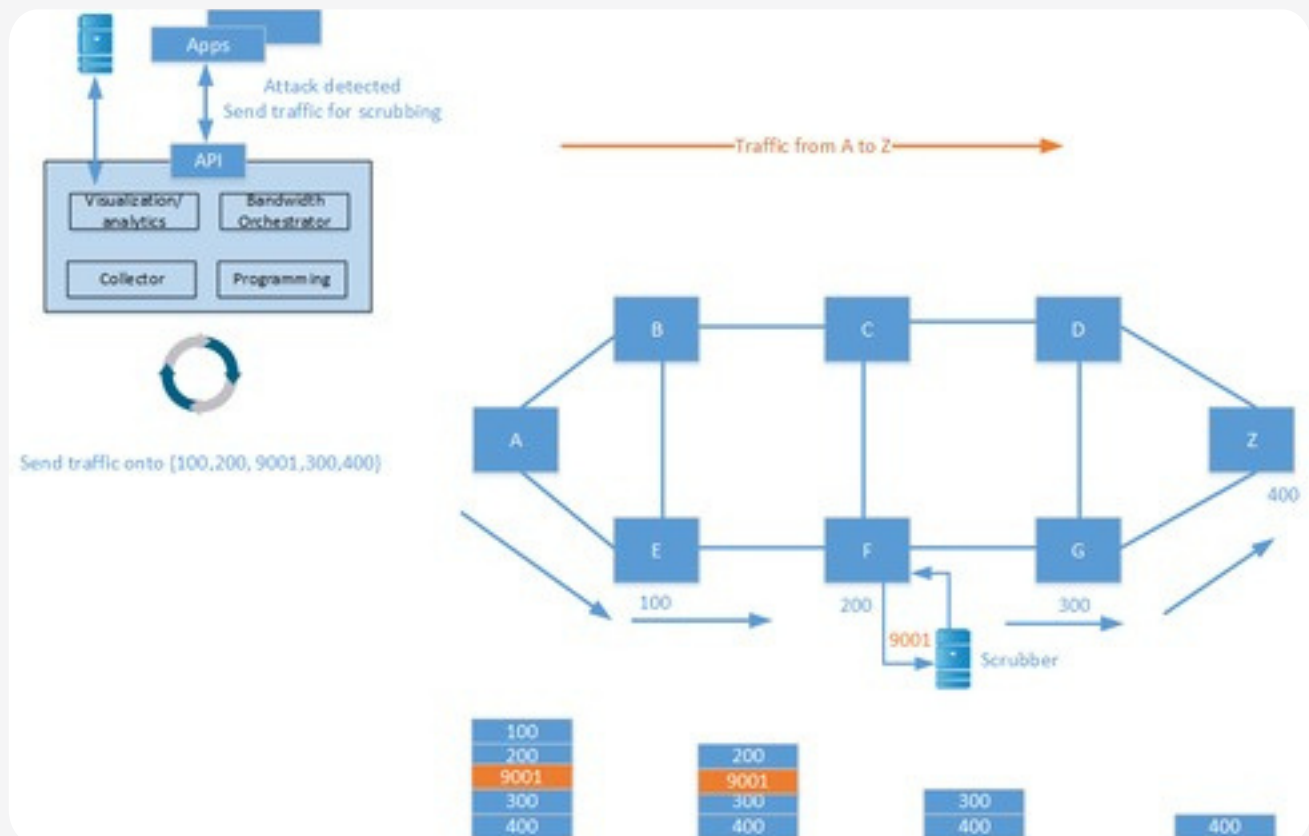 Apps
Attack detected
Send traffic for scrubbing
API
Visualization/
analytics
Bandwidth
Orchestrator
Collector
Programming
Send traffic onto {100,200, 9001,300,400}
Traffic from A to Z
B
C
D
A
Z
400
E
F
G
100
200
300
9001
Scrubber
100
200
9001
300
400
200
9001
300
400
300
400
400